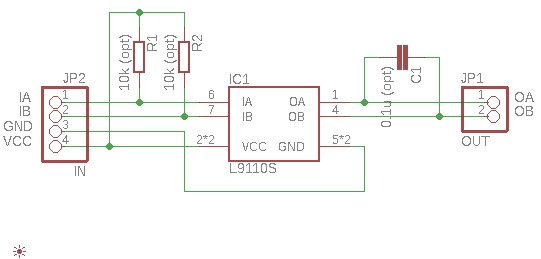 10k (opt)
R1
10k (opt)
R2
0.1u (opt)
C1
JP2
IA 1
IB 2
GND 3
VCC 4
IN
IC1
6 IA OA 1
7 IB OB 4
2*2 VCC GND 5*2
L9110S
JP1
1 OA
2 OB
OUT